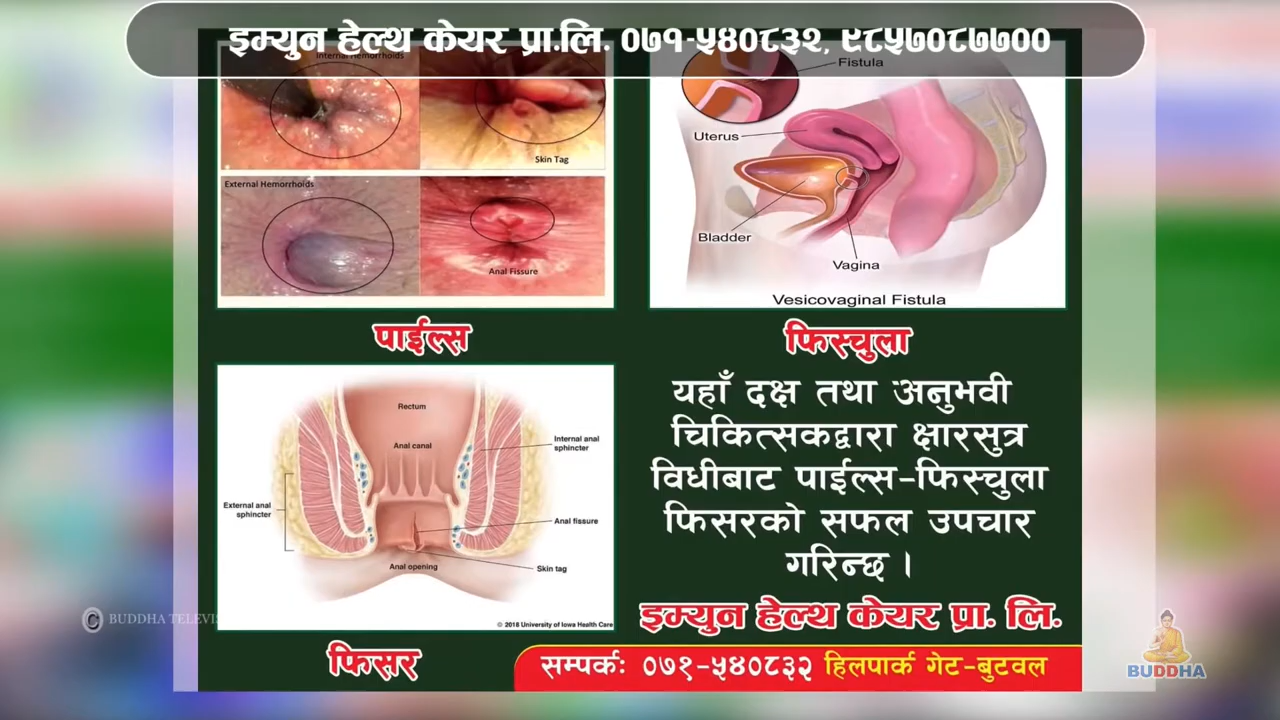 इम्युन हेल्थ केयर प्रा.लि. ०७१-५४०८३२, ९८५७०८७७००
Internal Hemorrhoids
Skin Tag
External Hemorrhoids
Anal Fissure
पाईल्स
Fistula
Uterus
Bladder
Vagina
Vesicovaginal Fistula
फिस्चुला
Rectum
Anal canal
Internal anal
sphincter
External anal
sphincter
Anal fissure
Anal opening
Skin tag
© 2018 University of Iowa Health Care
फिसर
यहाँ दक्ष तथा अनुभवी
चिकित्सकद्वारा क्षारसुत्र
विधीबाट पाईल्स-फिस्चुला
फिसरको सफल उपचार
गरिन्छ ।
इम्युन हेल्थ केयर प्रा. लि.
सम्पर्कः ०७१-५४०८३२ हिलपार्क गेट-बुटवल
© BUDDHA TELEVIS
BUDDHA